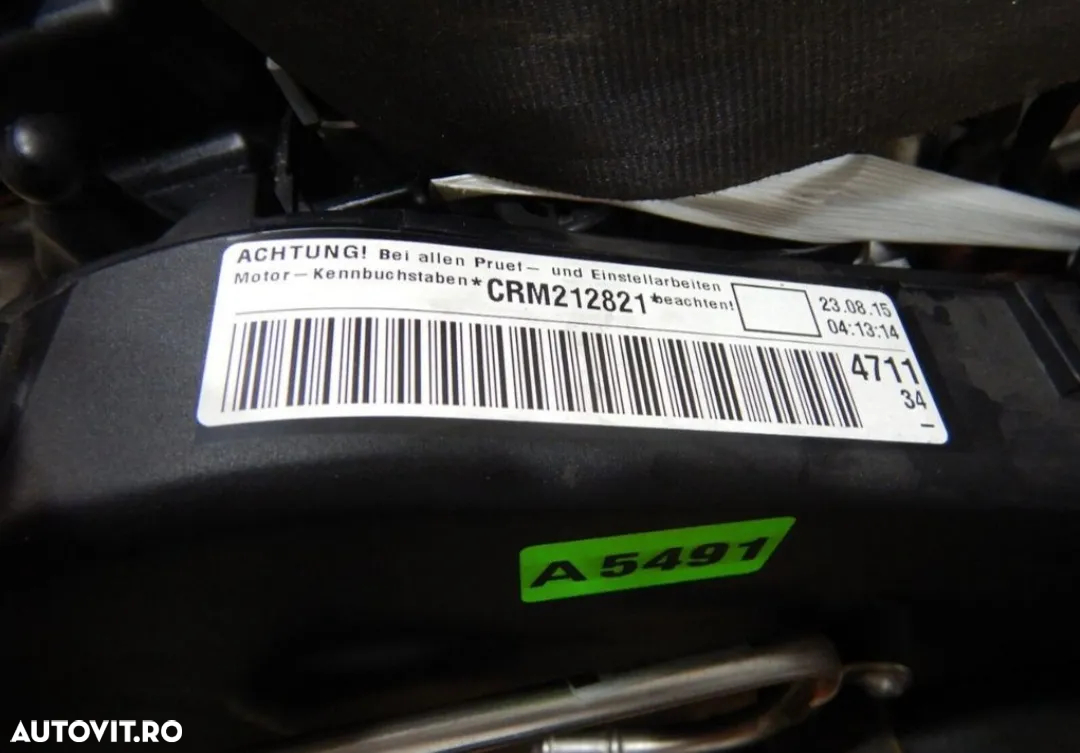 ACHTUNG! Bei allen Pruef- und Einstellarbeiten
Motor-Kennbuchstaben *CRM212821* beachten!
23.08.15
04:13:14
4711
34
-
A 5491
AUTOVIT.RO